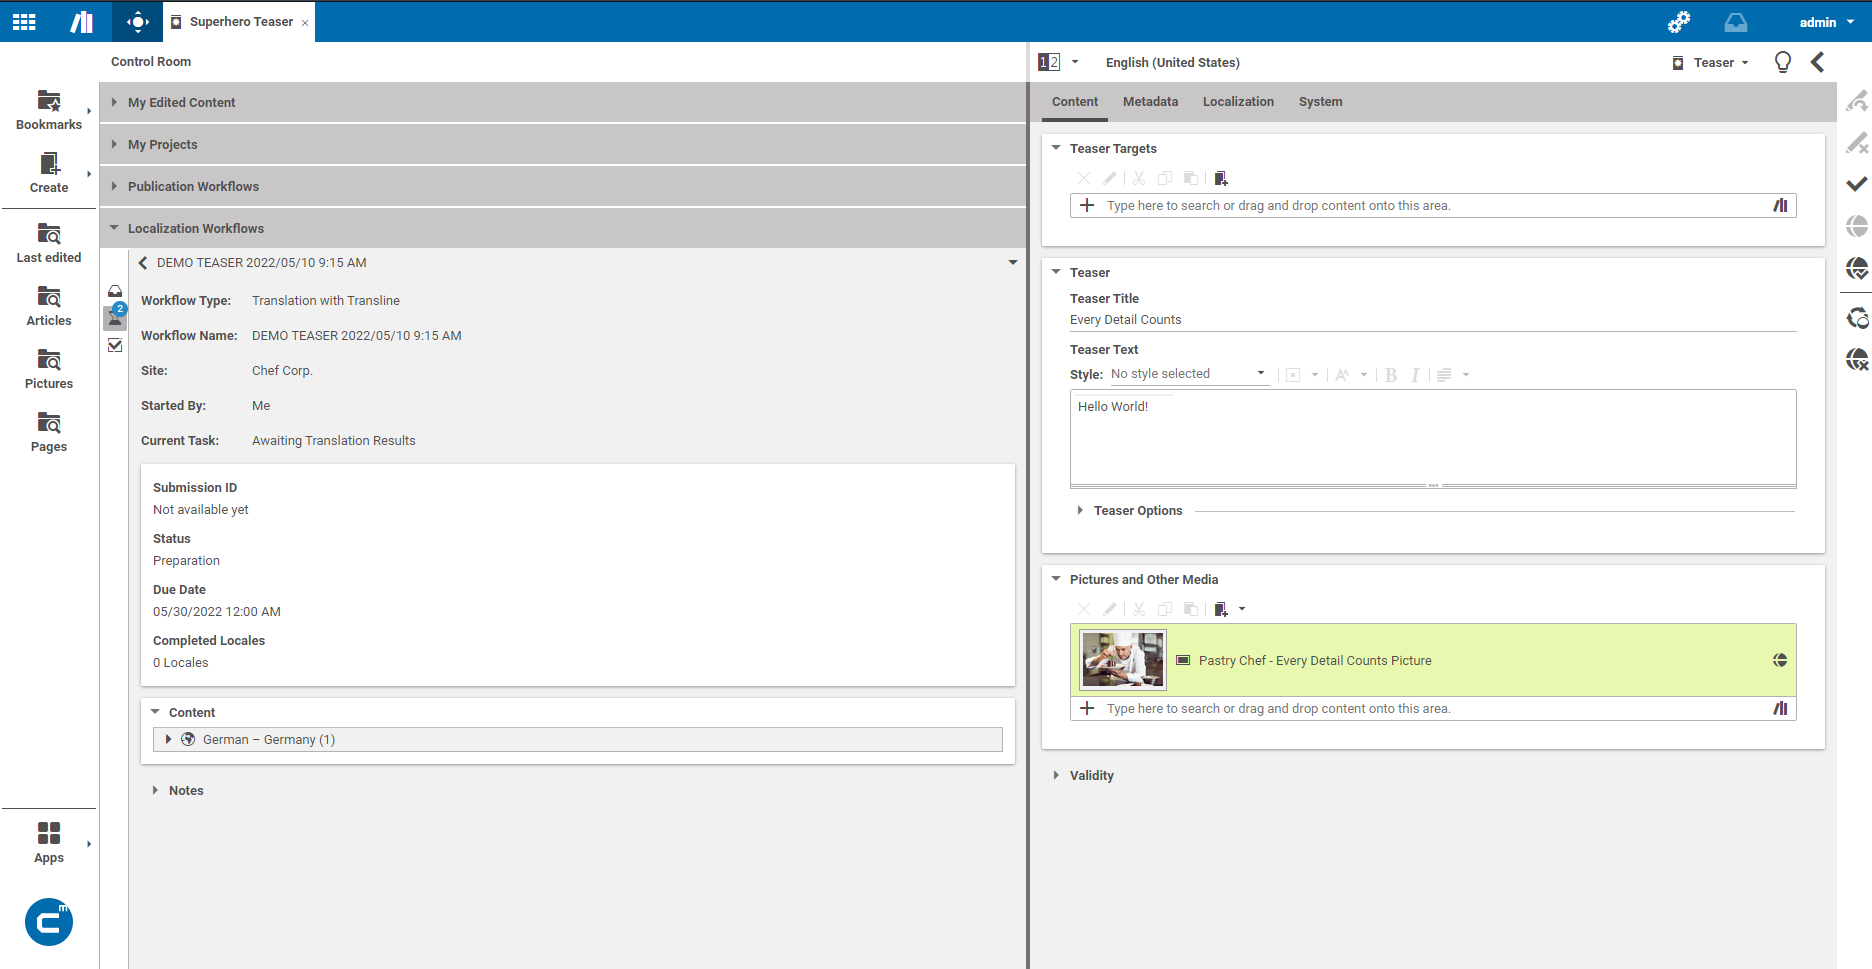 Superhero Teaser
admin
Bookmarks
Create
Last edited
Articles
Pictures
Pages
Apps
Control Room
My Edited Content
My Projects
Publication Workflows
Localization Workflows
2
DEMO TEASER 2022/05/10 9:15 AM
Workflow Type: Translation with Transline
Workflow Name: DEMO TEASER 2022/05/10 9:15 AM
Site: Chef Corp.
Started By: Me
Current Task: Awaiting Translation Results
Submission ID
Not available yet
Status
Preparation
Due Date
05/30/2022 12:00 AM
Completed Locales
0 Locales
Content
German – Germany (1)
Notes
12 English (United States)
Teaser
Content Metadata Localization System
Teaser Targets
Type here to search or drag and drop content onto this area.
Teaser
Teaser Title
Every Detail Counts
Teaser Text
Style: No style selected
Hello World!
Teaser Options
Pictures and Other Media
Pastry Chef - Every Detail Counts Picture
Type here to search or drag and drop content onto this area.
Validity